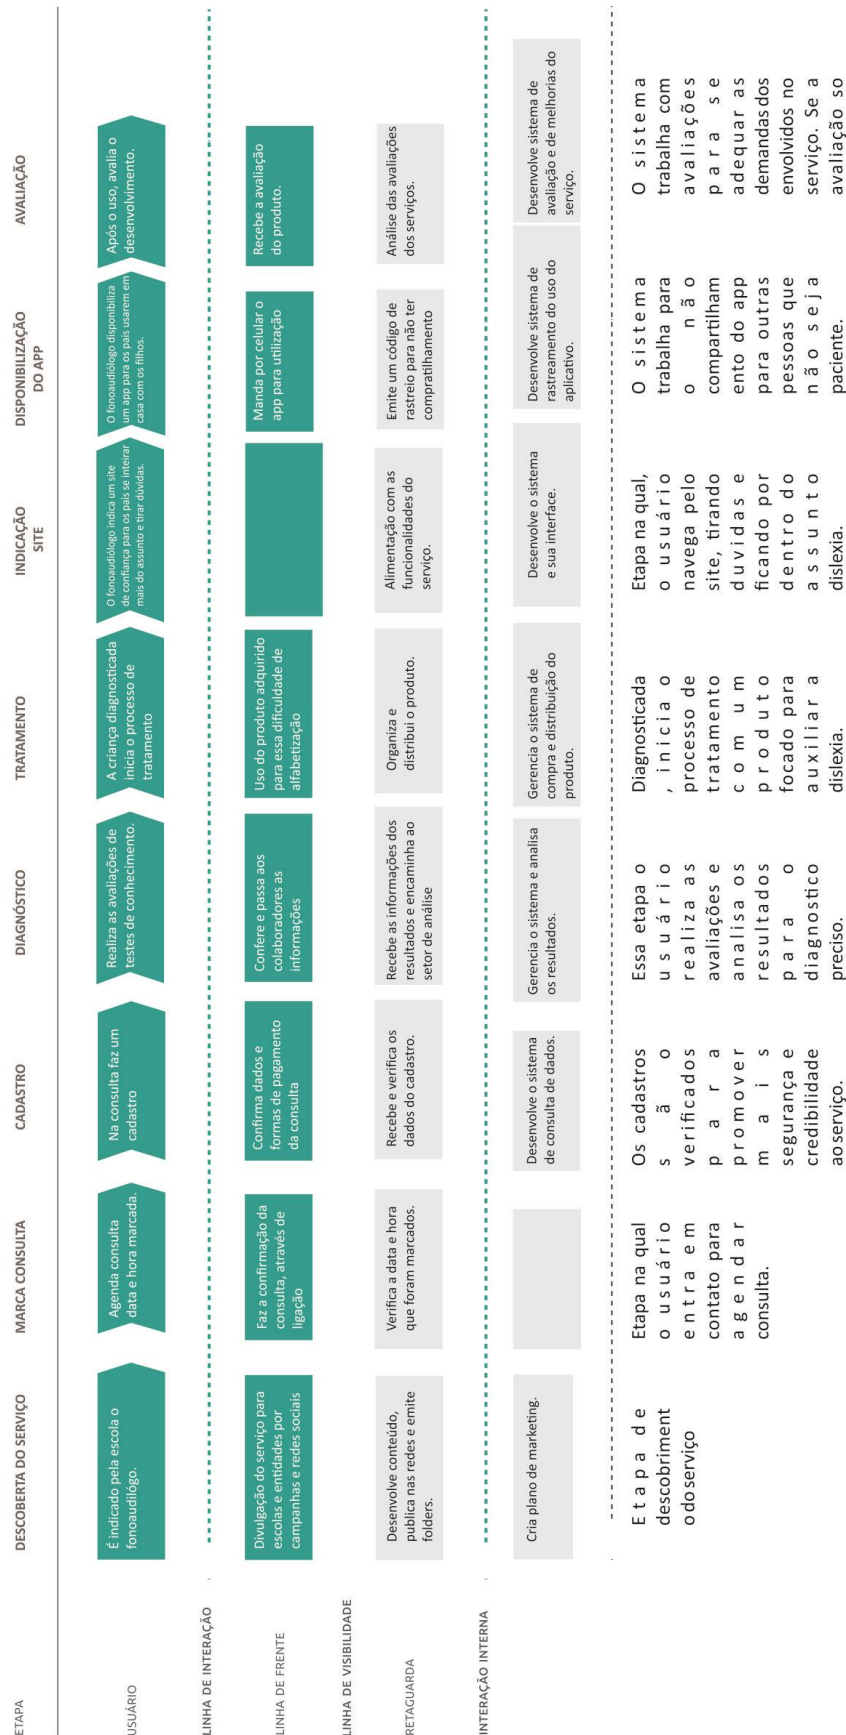 ETAPA
DESCOBERTA DO SERVIÇO
MARCA CONSULTA
CADASTRO
DIAGNÓSTICO
TRATAMENTO
INDICAÇÃO
SITE
DISPONIBILIZAÇÃO
DO APP
AVALIAÇÃO
USUÁRIO
É indicado pela escola o
fonoaudilógo.
Agenda consulta
data e hora marcada.
Na consulta faz um
cadastro
Realiza as avaliações de
testes de conhecimento.
A criança diagnosticada
inicia o processo de
tratamento
O fonoaudiólogo indica um site
de confiança para os pais se inteirar
mais do assunto e tirar dúvidas.
O fonoaudiólogo disponibiliza
um app para os pais usarem em
casa com os filhos.
Após o uso, avalia o
desenvolvimento.
LINHA DE INTERAÇÃO
LINHA DE FRENTE
Divulgação do serviço para
escolas e entidades por
campanhas e redes sociais
Faz a confirmação da
consulta, através de
ligação
Confirma dados e
formas de pagamento
da consulta
Confere e passa aos
colaboradores as
informações
Uso do produto adquirido
para essa dificuldade de
alfabetização
Manda por celular o
app para utilização
Recebe a avaliação
do produto.
LINHA DE VISIBILIDADE
RETAGUARDA
Desenvolve conteúdo,
publica nas redes e emite
folders.
Verifica a data e hora
que foram marcados.
Recebe e verifica os
dados do cadastro.
Recebe as informações dos
resultados e encaminha ao
setor de análise
Organiza e
distribui o produto.
Alimentação com as
funcionalidades do
serviço.
Emite um código de
rastreio para não ter
compratilhamento
Análise das avaliações
dos serviços.
INTERAÇÃO INTERNA
Cria plano de marketing.
Desenvolve o sistema
de consulta de dados.
Gerencia o sistema e analisa
os resultados.
Gerencia o sistema de
compra e distribuição do
produto.
Desenvolve o sistema
e sua interface.
Desenvolve sistema de
rastreamento do uso do
aplicativo.
Desenvolve sistema de
avaliação e de melhorias do
serviço.
Etapa de
descobriment
o do serviço
Etapa na qual
o usuário
entra em
contato para
agendar
consulta.
Os cadastros
são
verificados
para
promover
mais
segurança e
credibilidade
ao serviço.
Essa etapa o
usuário
realiza as
avaliações e
analisa os
resultados
para o
diagnostico
preciso.
Diagnosticada
, inicia o
processo de
tratamento
com um
produto
focado para
auxiliar a
dislexia.
Etapa na qual,
o usuário
navega pelo
site, tirando
duvidas e
ficando por
dentro do
assunto
dislexia.
O sistema
trabalha para
o não
compartilham
ento do app
para outras
pessoas que
não seja
paciente.
O sistema
trabalha com
avaliações
para se
adequar as
demandas dos
envolvidos no
serviço. Se a
avaliação so